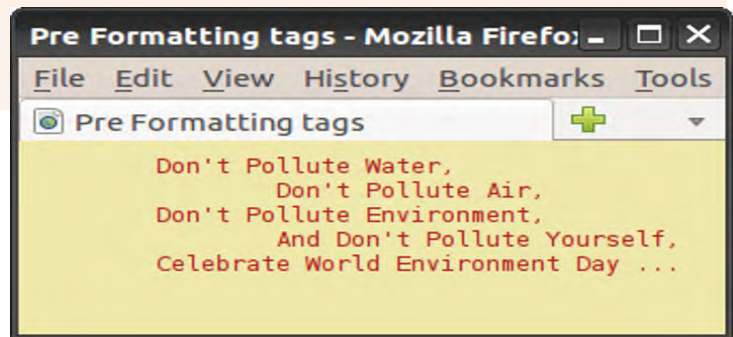 Pre Formatting tags - Mozilla Firefo
File Edit View History Bookmarks Tools
Pre Formatting tags
Don't Pollute Water,
Don't Pollute Air,
Don't Pollute Environment,
And Don't Pollute Yourself,
Celebrate World Environment Day ...